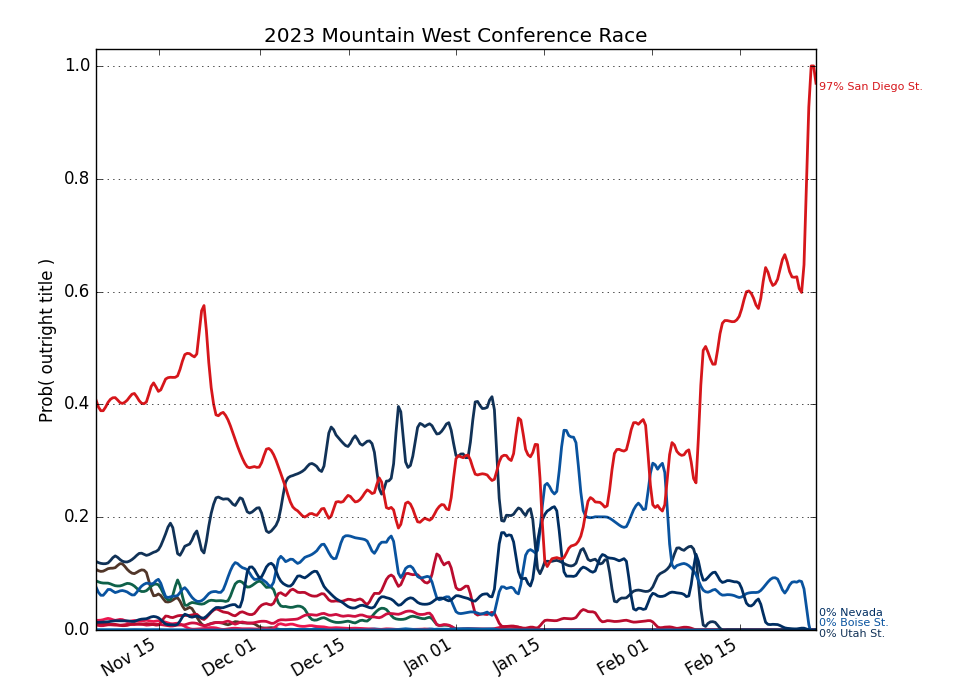 2023 Mountain West Conference Race
Prob( outright title )
1.0
0.8
0.6
0.4
0.2
0.0
97% San Diego St.
0% Nevada
0% Boise St.
0% Utah St.
Nov 15
Dec 01
Dec 15
Jan 01
Jan 15
Feb 01
Feb 15